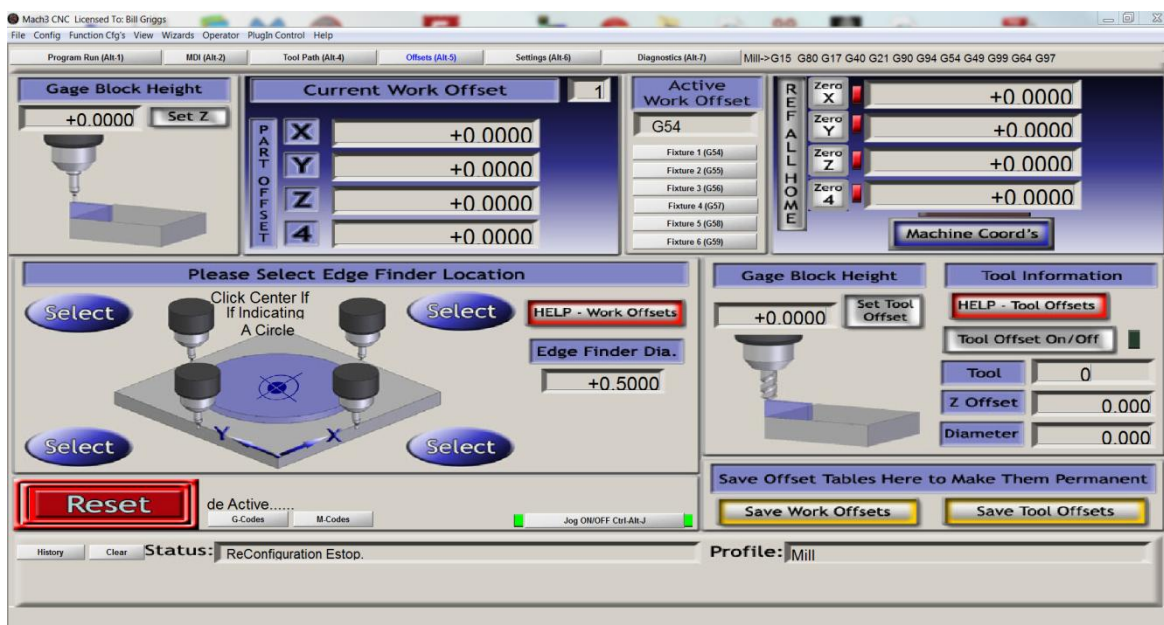 Mach3 CNC Licensed To: Bill Griggs
File Config Function Cfg's View Wizards Operator PlugIn Control Help
Program Run (Alt-1) MDI (Alt-2) Tool Path (Alt-4) Offsets (Alt-5) Settings (Alt-6) Diagnostics (Alt-7) Mill->G15 G80 G17 G40 G21 G90 G94 G54 G49 G99 G64 G97
Gage Block Height
+0.0000 Set Z
Current Work Offset 1
PART OFFSET
X +0.0000
Y +0.0000
Z +0.0000
4 +0.0000
Active
Work Offset
G54
Fixture 1 (G54)
Fixture 2 (G55)
Fixture 3 (G56)
Fixture 4 (G57)
Fixture 5 (G58)
Fixture 6 (G59)
REF ALL HOME
Zero X +0.0000
Zero Y +0.0000
Zero Z +0.0000
Zero 4 +0.0000
Machine Coord's
Please Select Edge Finder Location
Select
Click Center If
If Indicating
A Circle
Select
HELP - Work Offsets
Edge Finder Dia.
+0.5000
Y X
Select
Select
Gage Block Height
+0.0000 Set Tool Offset
Tool Information
HELP - Tool Offsets
Tool Offset On/Off
Tool 0
Z Offset 0.000
Diameter 0.000
Reset
de Active......
G-Codes M-Codes
Jog ON/OFF Ctrl-Alt-J
Save Offset Tables Here to Make Them Permanent
Save Work Offsets Save Tool Offsets
History Clear Status: ReConfiguration Estop. Profile: Mill